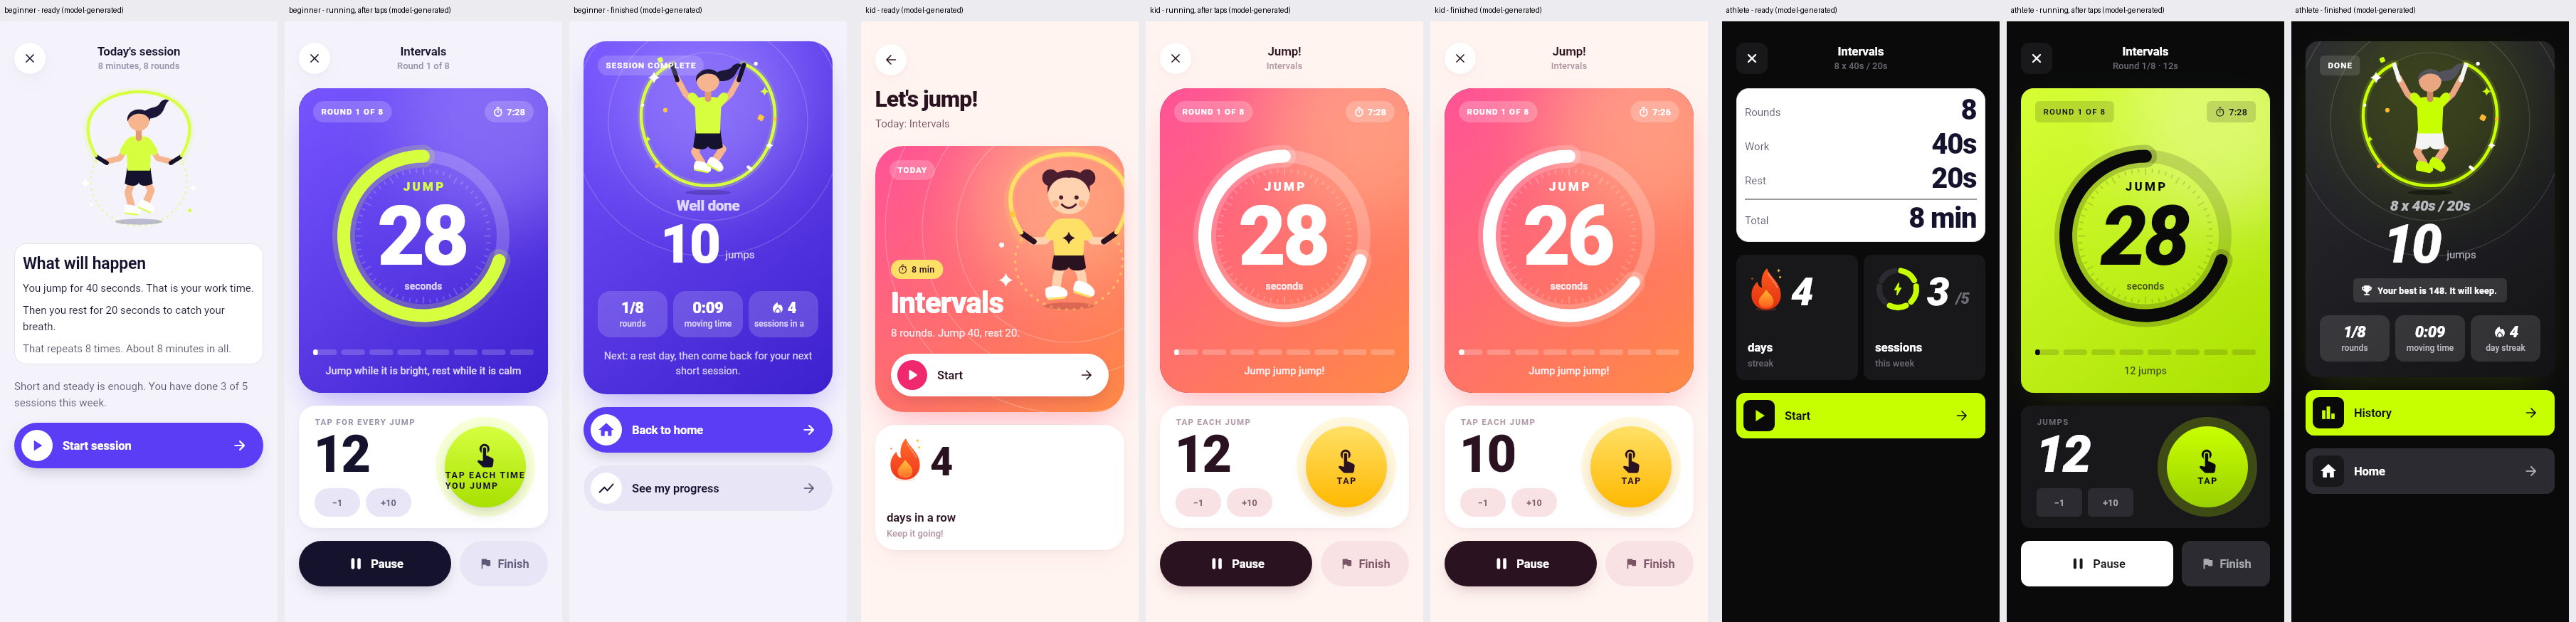 beginner - ready (model-generated)
Today's session
8 minutes, 8 rounds
What will happen
You jump for 40 seconds. That is your work time.
Then you rest for 20 seconds to catch your
breath.
That repeats 8 times. About 8 minutes in all.
Short and steady is enough. You have done 3 of 5
sessions this week.
Start session
beginner - running, after taps (model-generated)
Intervals
Round 1 of 8
ROUND 1 OF 8
7:28
JUMP
28
seconds
Jump while it is bright, rest while it is calm
TAP FOR EVERY JUMP
12
−1
+10
TAP EACH TIME
YOU JUMP
Pause
Finish
beginner - finished (model-generated)
SESSION COMPLETE
Well done
10 jumps
1/8
rounds
0:09
moving time
4
sessions in a
Next: a rest day, then come back for your next
short session.
Back to home
See my progress
kid - ready (model-generated)
Let's jump!
Today: Intervals
TODAY
8 min
Intervals
8 rounds. Jump 40, rest 20.
Start
4
days in a row
Keep it going!
kid - running, after taps (model-generated)
Jump!
Intervals
ROUND 1 OF 8
7:28
JUMP
28
seconds
Jump jump jump!
TAP EACH JUMP
12
−1
+10
TAP
Pause
Finish
kid - finished (model-generated)
Jump!
Intervals
ROUND 1 OF 8
7:26
JUMP
26
seconds
Jump jump jump!
TAP EACH JUMP
10
−1
+10
TAP
Pause
Finish
athlete - ready (model-generated)
Intervals
8 x 40s / 20s
Rounds 8
Work 40s
Rest 20s
Total 8 min
4
days
streak
3 /5
sessions
this week
Start
athlete - running, after taps (model-generated)
Intervals
Round 1/8 · 12s
ROUND 1 OF 8
7:28
JUMP
28
seconds
12 jumps
JUMPS
12
−1
+10
TAP
Pause
Finish
athlete - finished (model-generated)
DONE
8 x 40s / 20s
10 jumps
Your best is 148. It will keep.
1/8
rounds
0:09
moving time
4
day streak
History
Home